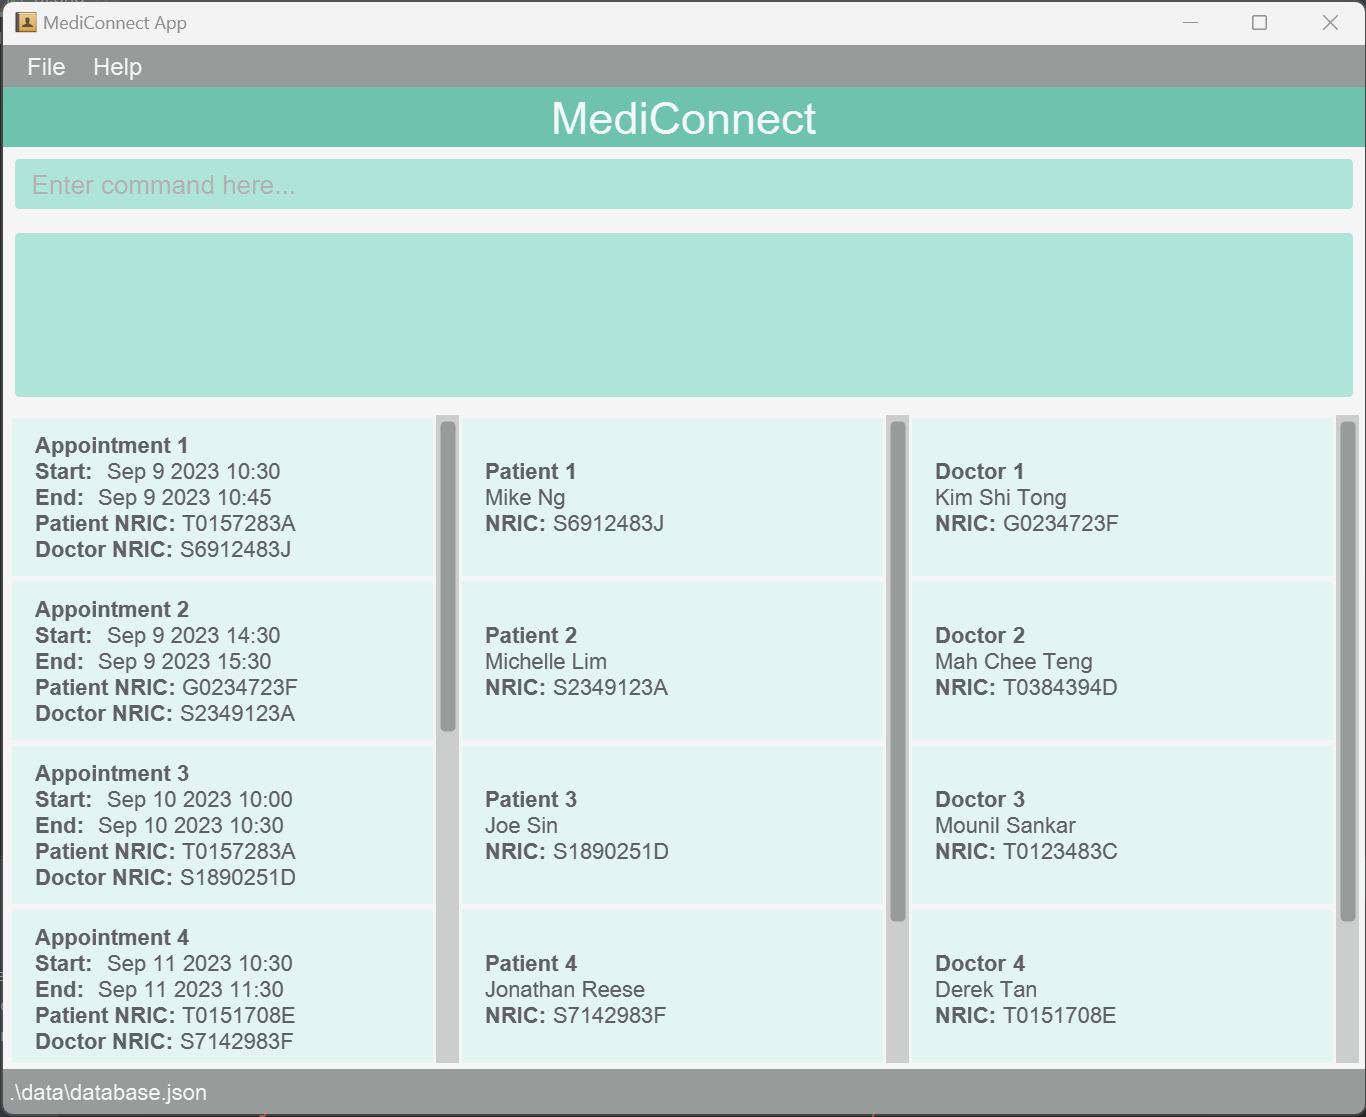 MediConnect App
File Help
MediConnect
Enter command here...
Appointment 1
Start: Sep 9 2023 10:30
End: Sep 9 2023 10:45
Patient NRIC: T0157283A
Doctor NRIC: S6912483J
Appointment 2
Start: Sep 9 2023 14:30
End: Sep 9 2023 15:30
Patient NRIC: G0234723F
Doctor NRIC: S2349123A
Appointment 3
Start: Sep 10 2023 10:00
End: Sep 10 2023 10:30
Patient NRIC: T0157283A
Doctor NRIC: S1890251D
Appointment 4
Start: Sep 11 2023 10:30
End: Sep 11 2023 11:30
Patient NRIC: T0151708E
Doctor NRIC: S7142983F
Patient 1
Mike Ng
NRIC: S6912483J
Patient 2
Michelle Lim
NRIC: S2349123A
Patient 3
Joe Sin
NRIC: S1890251D
Patient 4
Jonathan Reese
NRIC: S7142983F
Doctor 1
Kim Shi Tong
NRIC: G0234723F
Doctor 2
Mah Chee Teng
NRIC: T0384394D
Doctor 3
Mounil Sankar
NRIC: T0123483C
Doctor 4
Derek Tan
NRIC: T0151708E
.\data\database.json